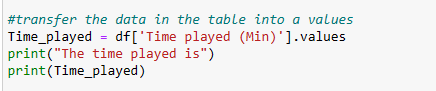 #transfer the data in the table into a values
Time_played = df['Time played (Min)'].values
print("The time played is")
print(Time_played)